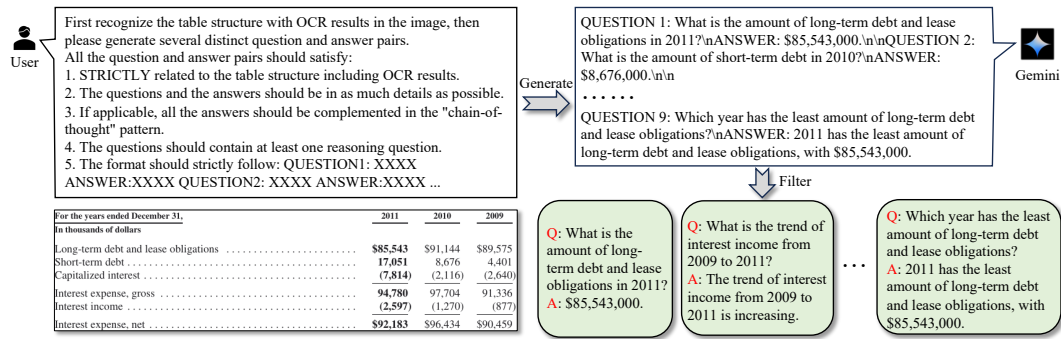 First recognize the table structure with OCR results in the image, then
please generate several distinct question and answer pairs.
All the question and answer pairs should satisfy:
1. STRICTLY related to the table structure including OCR results.
2. The questions and the answers should be in as much details as possible.
3. If applicable, all the answers should be complemented in the "chain-of-
thought" pattern.
4. The questions should contain at least one reasoning question.
5. The format should strictly follow: QUESTION1: XXXX
ANSWER:XXXX QUESTION2: XXXX ANSWER:XXXX ...
User
Generate
QUESTION 1: What is the amount of long-term debt and lease
obligations in 2011?\nANSWER: $85,543,000.\n\nQUESTION 2:
What is the amount of short-term debt in 2010?\nANSWER:
$8,676,000.\n\n
......
QUESTION 9: Which year has the least amount of long-term debt
and lease obligations?\nANSWER: 2011 has the least amount of
long-term debt and lease obligations, with $85,543,000.
Gemini
Filter
For the years ended December 31, 2011 2010 2009
In thousands of dollars
Long-term debt and lease obligations ........................ $85,543 $91,144 $89,575
Short-term debt ........................ 17,051 8,676 4,401
Capitalized interest ........................ (7,814) (2,116) (2,640)
Interest expense, gross ........................ 94,780 97,704 91,336
Interest income ........................ (2,597) (1,270) (877)
Interest expense, net ........................ $92,183 $96,434 $90,459
Q: What is the
amount of long-
term debt and lease
obligations in 2011?
A: $85,543,000.
Q: What is the trend of
interest income from
2009 to 2011?
A: The trend of interest
income from 2009 to
2011 is increasing.
...
Q: Which year has the least
amount of long-term debt
and lease obligations?
A: 2011 has the least
amount of long-term debt
and lease obligations, with
$85,543,000.